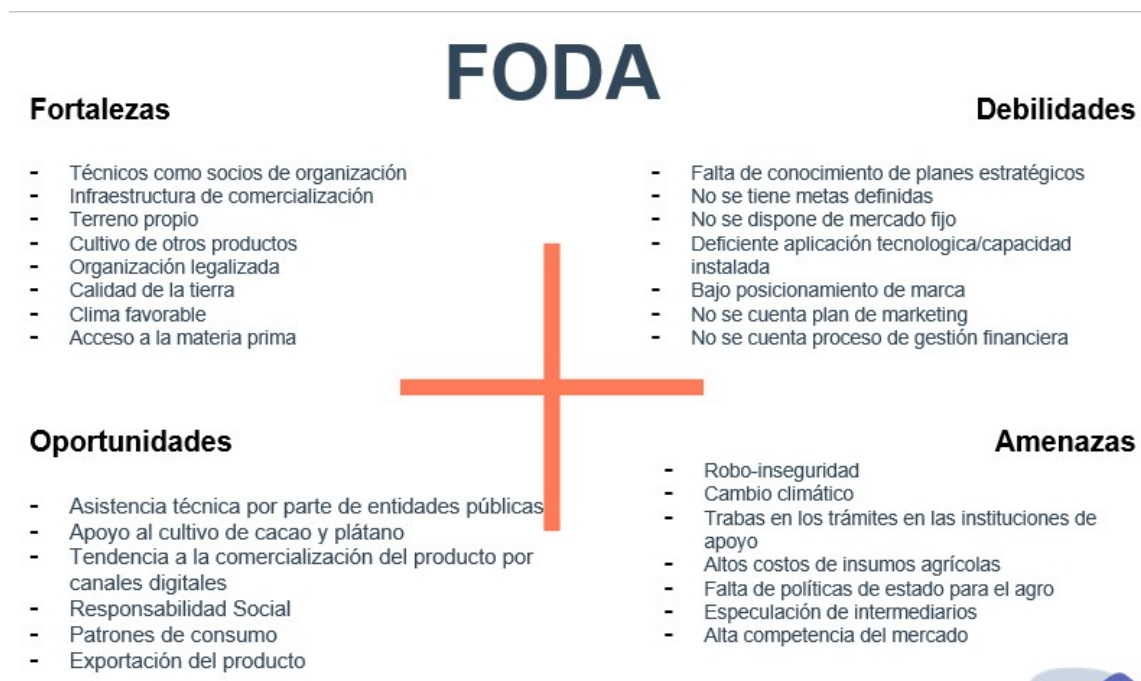 FODA
Fortalezas
- Técnicos como socios de organización
- Infraestructura de comercialización
- Terreno propio
- Cultivo de otros productos
- Organización legalizada
- Calidad de la tierra
- Clima favorable
- Acceso a la materia prima
Debilidades
- Falta de conocimiento de planes estratégicos
- No se tiene metas definidas
- No se dispone de mercado fijo
- Deficiente aplicación tecnologica/capacidad
instalada
- Bajo posicionamiento de marca
- No se cuenta plan de marketing
- No se cuenta proceso de gestión financiera
Oportunidades
- Asistencia técnica por parte de entidades públicas
- Apoyo al cultivo de cacao y plátano
- Tendencia a la comercialización del producto por
canales digitales
- Responsabilidad Social
- Patrones de consumo
- Exportación del producto
Amenazas
- Robo-inseguridad
- Cambio climático
- Trabas en los trámites en las instituciones de
apoyo
- Altos costos de insumos agrícolas
- Falta de políticas de estado para el agro
- Especulación de intermediarios
- Alta competencia del mercado